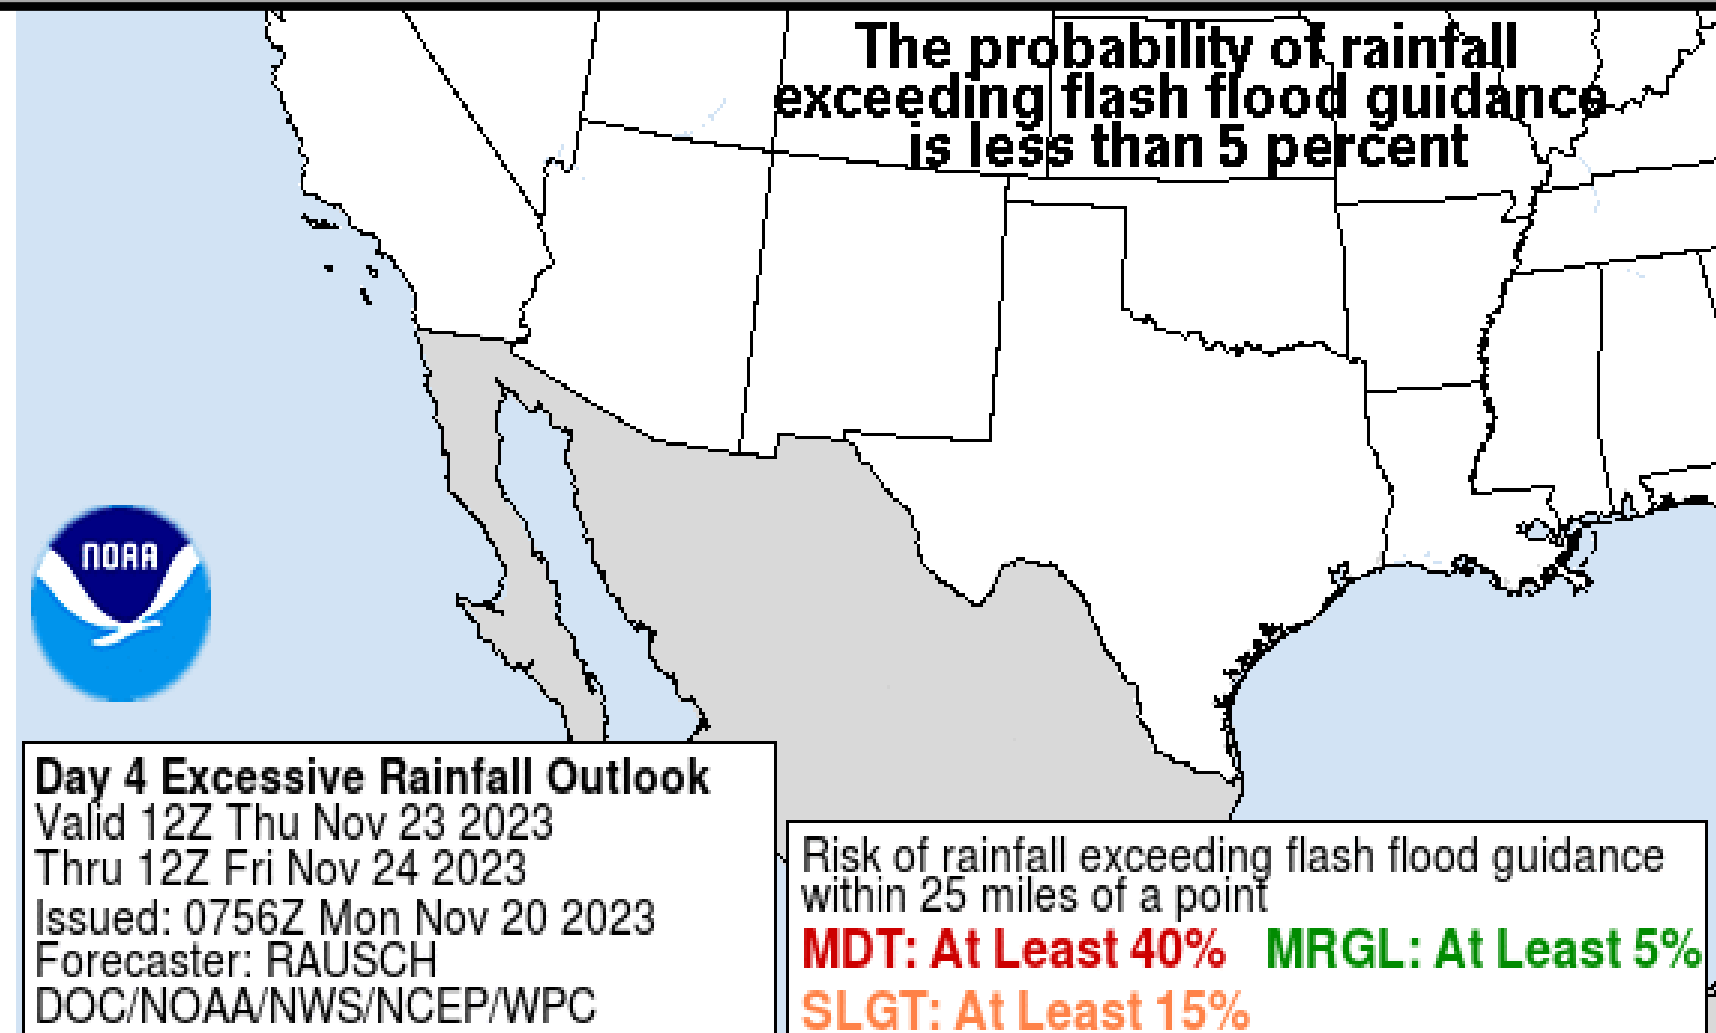 The probability of rainfall
exceeding flash flood guidance
is less than 5 percent
NOAA
Day 4 Excessive Rainfall Outlook
Valid 12Z Thu Nov 23 2023
Thru 12Z Fri Nov 24 2023
Issued: 0756Z Mon Nov 20 2023
Forecaster: RAUSCH
DOC/NOAA/NWS/NCEP/WPC
Risk of rainfall exceeding flash flood guidance
within 25 miles of a point
MDT: At Least 40% MRGL: At Least 5%
SLGT: At Least 15%